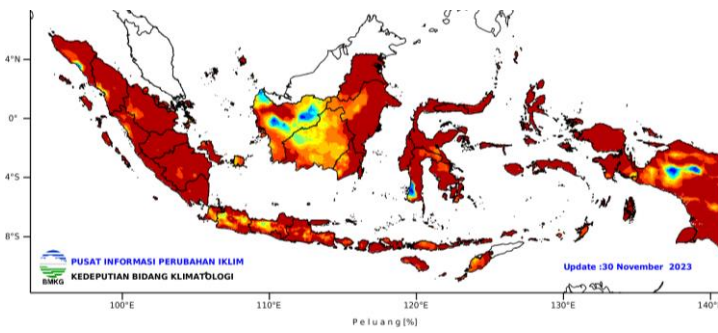 4°N
0°
4°S
8°S
PUSAT INFORMASI PERUBAHAN IKLIM
KEDEPUTIAN BIDANG KLIMATOLOGI
BMKG
Update :30 November 2023
100°E
110°E
120°E
130°E
140°E
Peluang[%]